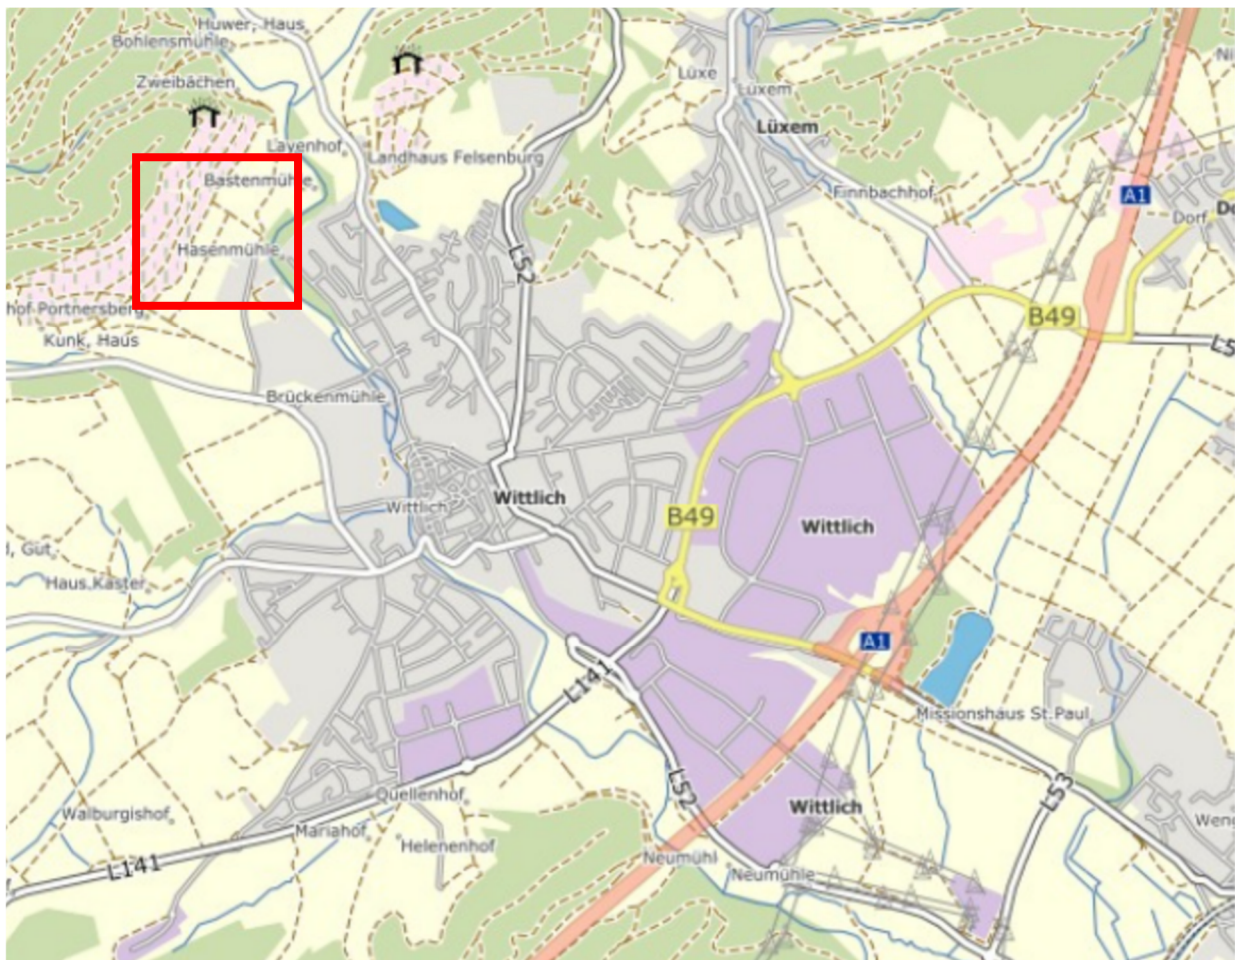 Huwer, Haus
Bohlensmühle
Zweibächen
Lüxe
Lüxem
Lüxem
Layenhof
Landhaus Felsenburg
Bastenmühle
Finnbachhof
A1
Dorf
L52
Hasenmühle
hof Portnersberg
B49
Kunk, Haus
Brückenmühle
Wittlich
Wittlich
B49
Wittlich
Haus Kaster
A1
L141
Missionshaus St.Paul
L52
L53
Quellenhof
Wittlich
Walburgishof
Mariahof
Helenenhof
Weng
L141
Neumühl
Neumühle